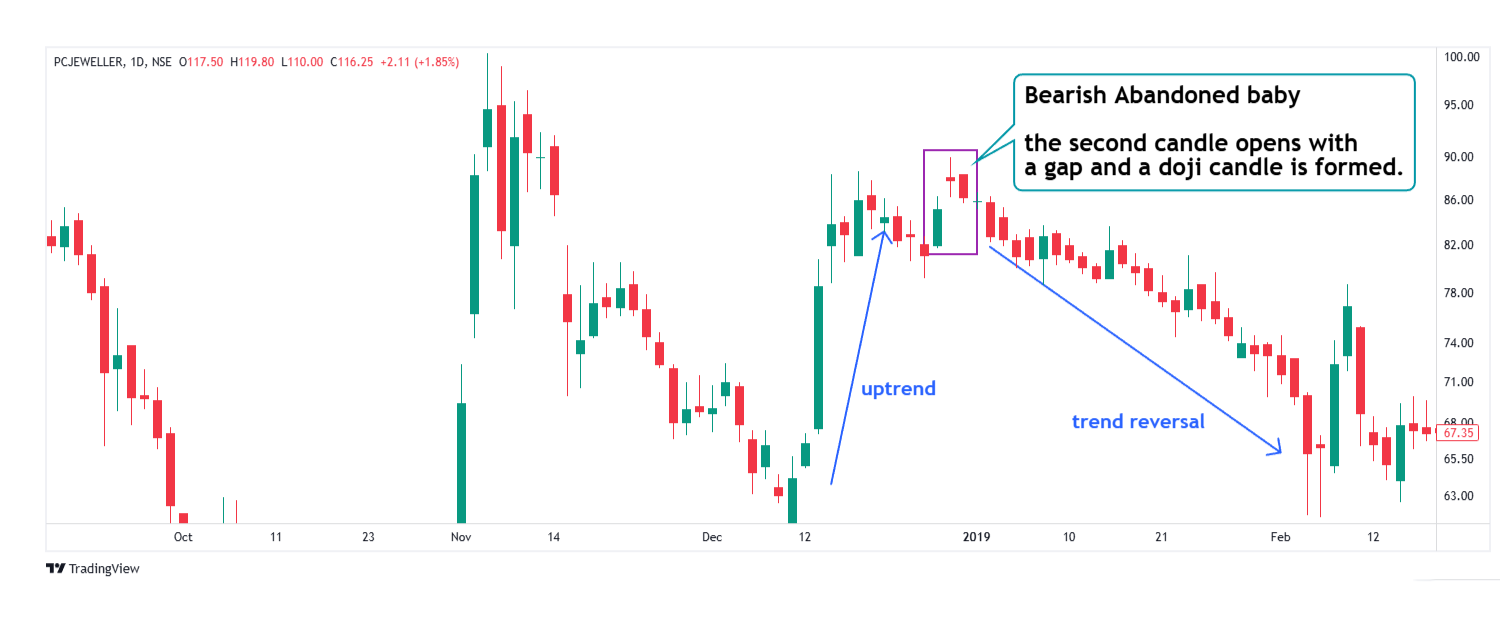 PCJEWELLER, 1D, NSE O117.50 H119.80 L110.00 C116.25 +2.11 (+1.85%)
100.00
Bearish Abandoned baby
95.00
the second candle opens with
a gap and a doji candle is formed.
90.00
86.00
82.00
78.00
74.00
uptrend
71.00
trend reversal
68.00
67.35
65.50
63.00
Oct 11 23 Nov 14 Dec 12 2019 10 21 Feb 12
TradingView